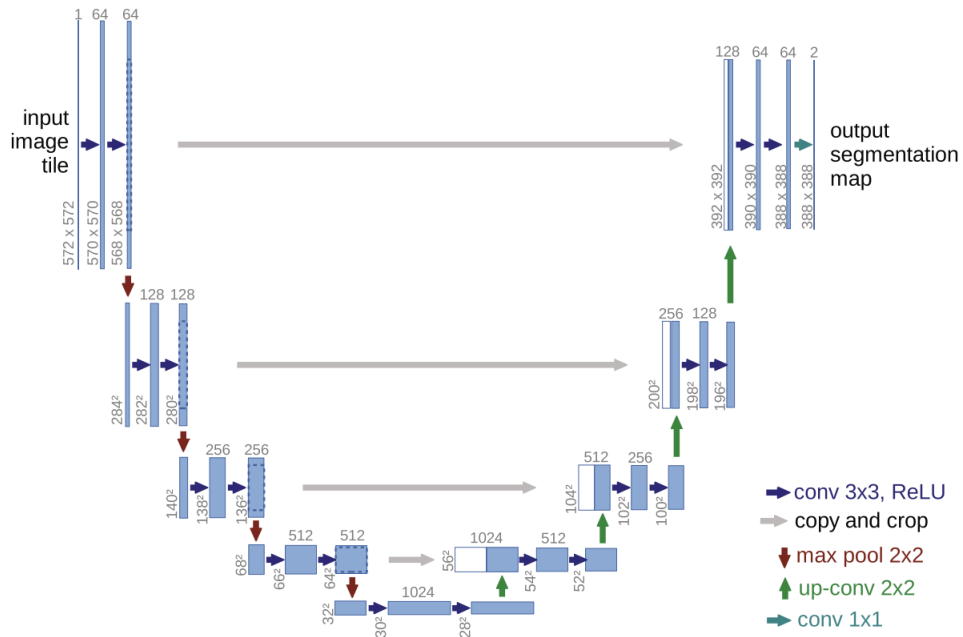 1
64
64
input
image
tile
572 x 572
570 x 570
568 x 568
128
64
64
2
output
segmentation
map
392 x 392
390 x 390
388 x 388
388 x 388
128
128
284²
282²
280²
256
128
200²
198²
196²
256
256
140²
138²
136²
512
256
104²
102²
100²
512
512
68²
66²
64²
1024
512
56²
54²
52²
1024
32²
30²
28²
conv 3x3, ReLU
copy and crop
max pool 2x2
up-conv 2x2
conv 1x1